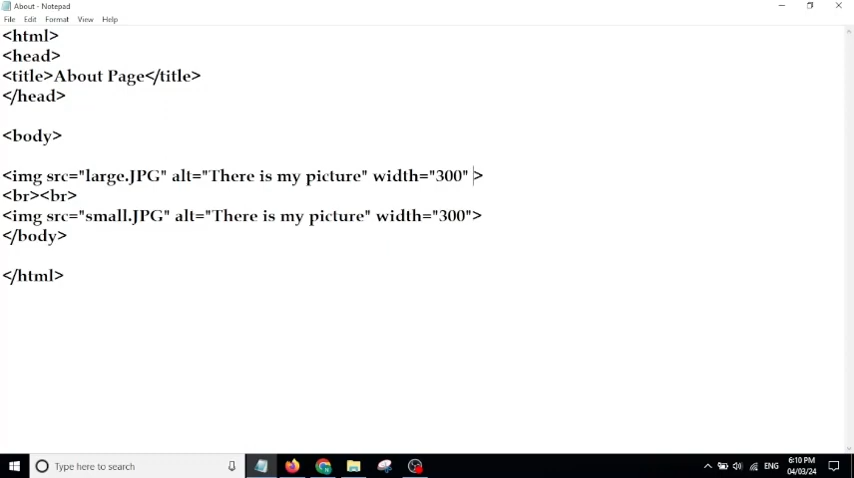 About - Notepad
File Edit Format View Help
<html>
<head>
<title>About Page</title>
</head>
<body>
<img src="large.JPG" alt="There is my picture" width="300" >
<br><br>
<img src="small.JPG" alt="There is my picture" width="300">
</body>
</html>
Type here to search
ENG
6:10 PM
04/03/24